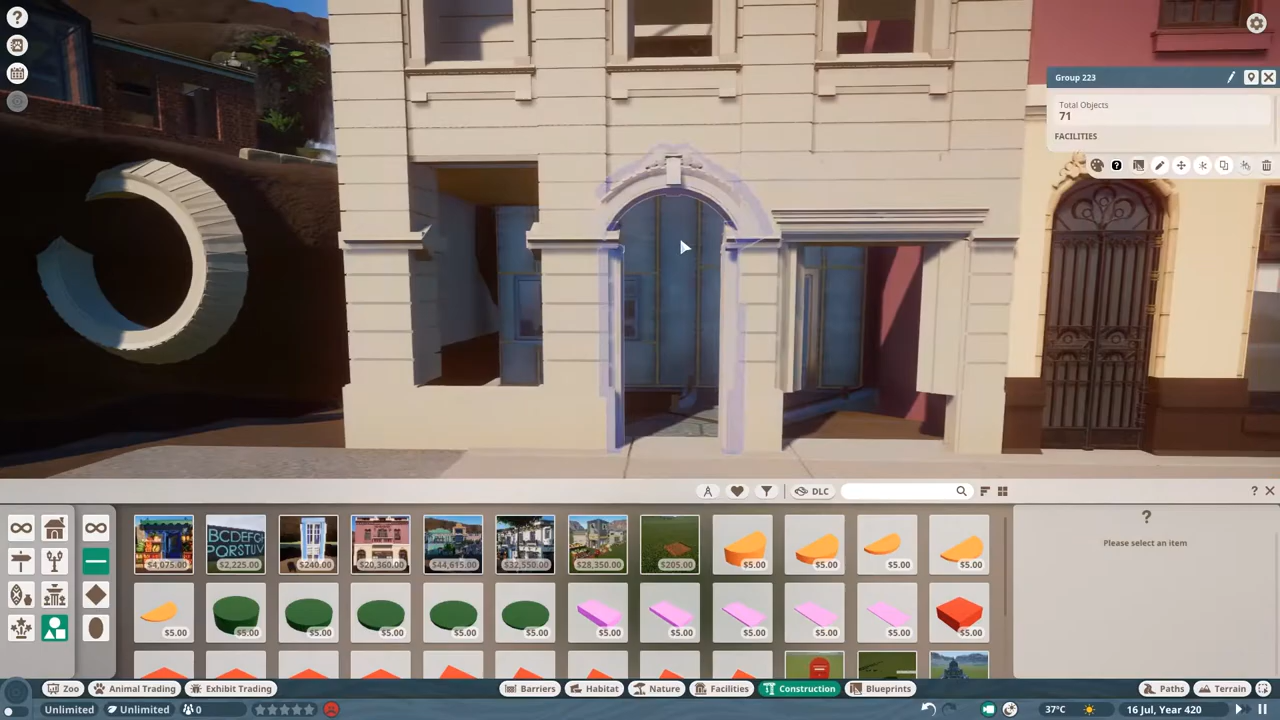 Group 223
Total Objects
71
FACILITIES
DLC
ABCDEFG
PQRSTUV
$4,075.00
$2,225.00
$240.00
$20,360.00
$44,615.00
$32,550.00
$28,350.00
$205.00
$5.00
$5.00
$5.00
$5.00
Please select an item
$5.00
$5.00
$5.00
$5.00
$5.00
$5.00
$5.00
$5.00
$5.00
$5.00
$5.00
$5.00
Zoo
Animal Trading
Exhibit Trading
Barriers
Habitat
Nature
Facilities
Construction
Blueprints
Paths
Terrain
Unlimited
Unlimited
0
37°C
16 Jul, Year 420